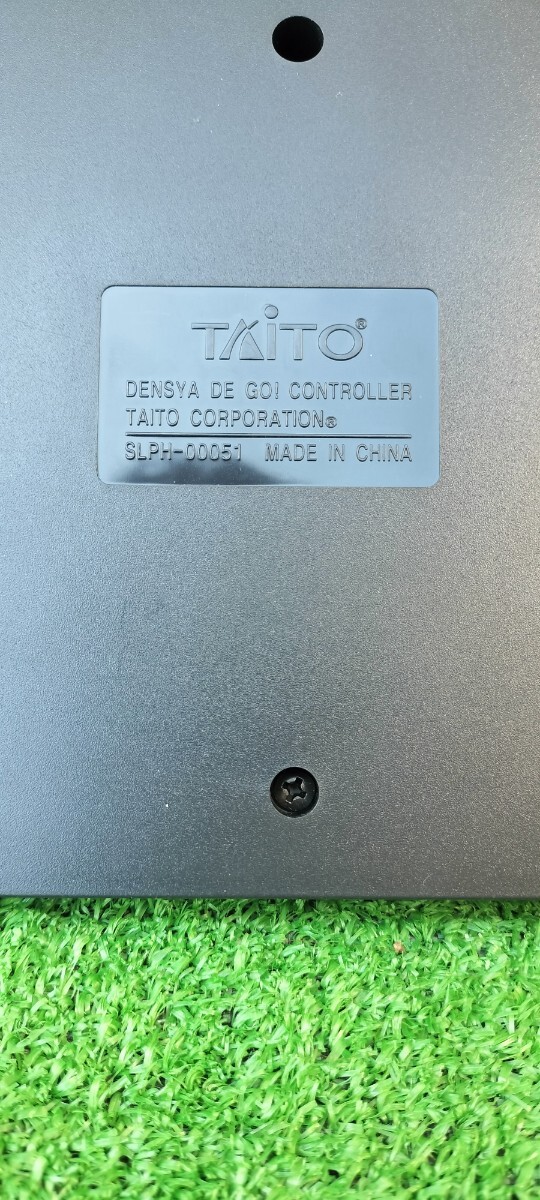 TAiTO®
DENSYA DE GO! CONTROLLER
TAITO CORPORATION®
SLPH-00051 MADE IN CHINA